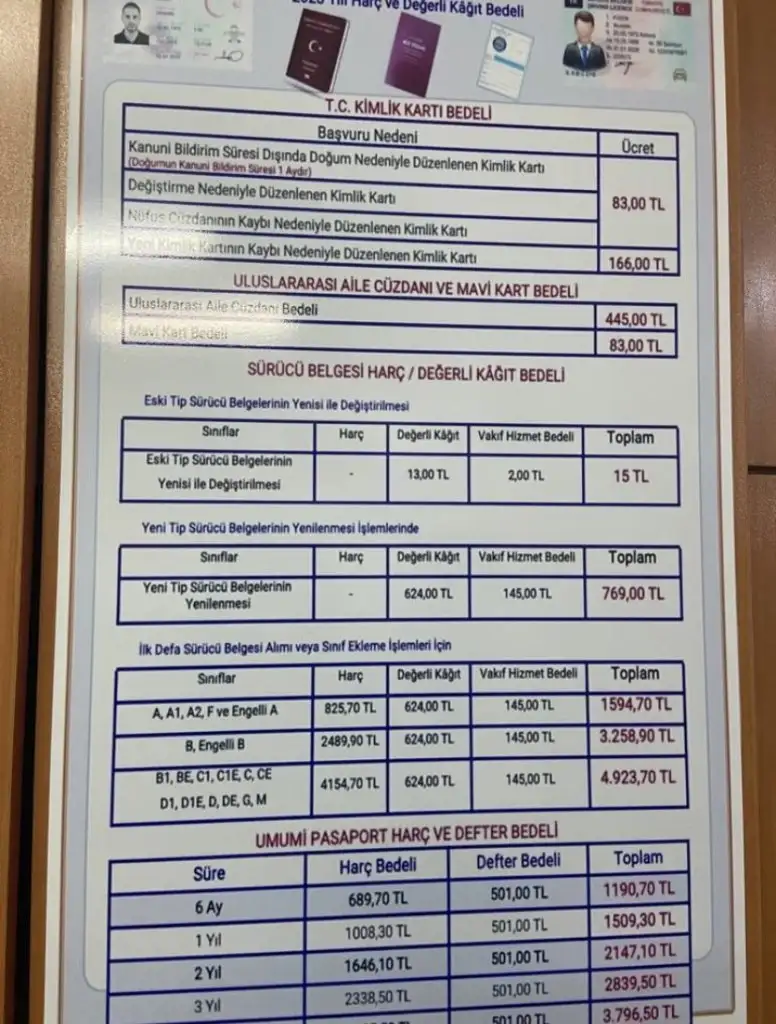 Yılı Harç ve Değerli Kâğıt Bedeli
T.C. KİMLİK KARTI BEDELİ
Başvuru Nedeni
Ücret
Kanuni Bildirim Süresi Dışında Doğum Nedeniyle Düzenlenen Kimlik Kartı
(Doğumun Kanuni Bildirim Süresi 1 Aydır)
Değiştirme Nedeniyle Düzenlenen Kimlik Kartı
83,00 TL
Nüfus Cüzdanının Kaybı Nedeniyle Düzenlenen Kimlik Kartı
Yeni Kimlik Kartının Kaybı Nedeniyle Düzenlenen Kimlik Kartı
166,00 TL
ULUSLARARASI AİLE CÜZDANI VE MAVİ KART BEDELİ
Uluslararası Aile Cüzdanı Bedeli
445,00 TL
Mavi Kart Bedeli
83,00 TL
SÜRÜCÜ BELGESİ HARÇ / DEĞERLİ KÂĞIT BEDELİ
Eski Tip Sürücü Belgelerinin Yenisi ile Değiştirilmesi
Sınıflar Harç Değerli Kâğıt Vakıf Hizmet Bedeli Toplam
Eski Tip Sürücü Belgelerinin
Yenisi ile Değiştirilmesi - 13,00 TL 2,00 TL 15 TL
Yeni Tip Sürücü Belgelerinin Yenilenmesi İşlemlerinde
Sınıflar Harç Değerli Kâğıt Vakıf Hizmet Bedeli Toplam
Yeni Tip Sürücü Belgelerinin
Yenilenmesi - 624,00 TL 145,00 TL 769,00 TL
İlk Defa Sürücü Belgesi Alımı veya Sınıf Ekleme İşlemleri İçin
Sınıflar Harç Değerli Kâğıt Vakıf Hizmet Bedeli Toplam
A, A1, A2, F ve Engelli A 825,70 TL 624,00 TL 145,00 TL 1594,70 TL
B, Engelli B 2489,90 TL 624,00 TL 145,00 TL 3.258,90 TL
B1, BE, C1, C1E, C, CE
D1, D1E, D, DE, G, M 4154,70 TL 624,00 TL 145,00 TL 4.923,70 TL
UMUMİ PASAPORT HARÇ VE DEFTER BEDELİ
Süre Harç Bedeli Defter Bedeli Toplam
6 Ay 689,70 TL 501,00 TL 1190,70 TL
1 Yıl 1008,30 TL 501,00 TL 1509,30 TL
2 Yıl 1646,10 TL 501,00 TL 2147,10 TL
3 Yıl 2338,50 TL 501,00 TL 2839,50 TL
501,00 TL 3.796,50 TL